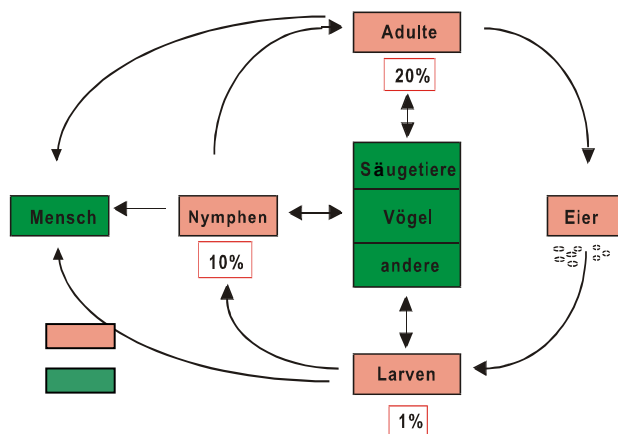 Adulte
20%
Säugetiere
Mensch
Nymphen
Vögel
Eier
10%
andere
Larven
1%